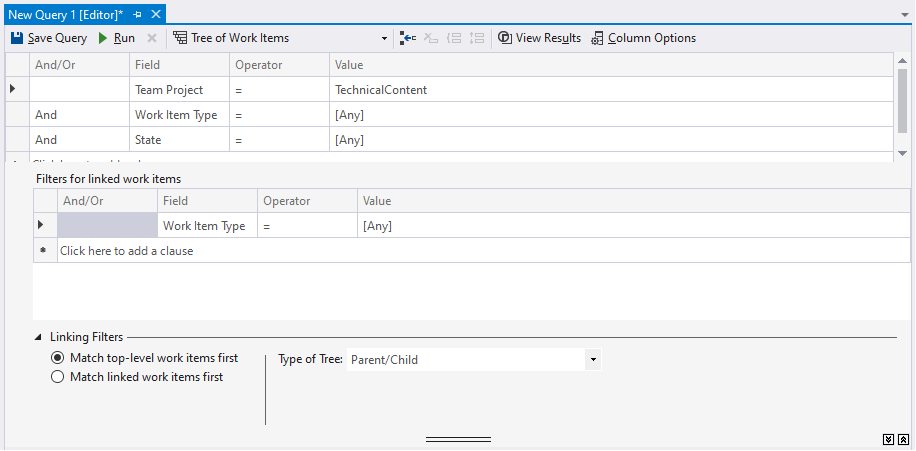 New Query 1 [Editor]*
Save Query Run Tree of Work Items View Results Column Options
And/Or Field Operator Value
Team Project = TechnicalContent
And Work Item Type = [Any]
And State = [Any]
Filters for linked work items
And/Or Field Operator Value
Work Item Type = [Any]
* Click here to add a clause
Linking Filters
Match top-level work items first
Type of Tree: Parent/Child
Match linked work items first